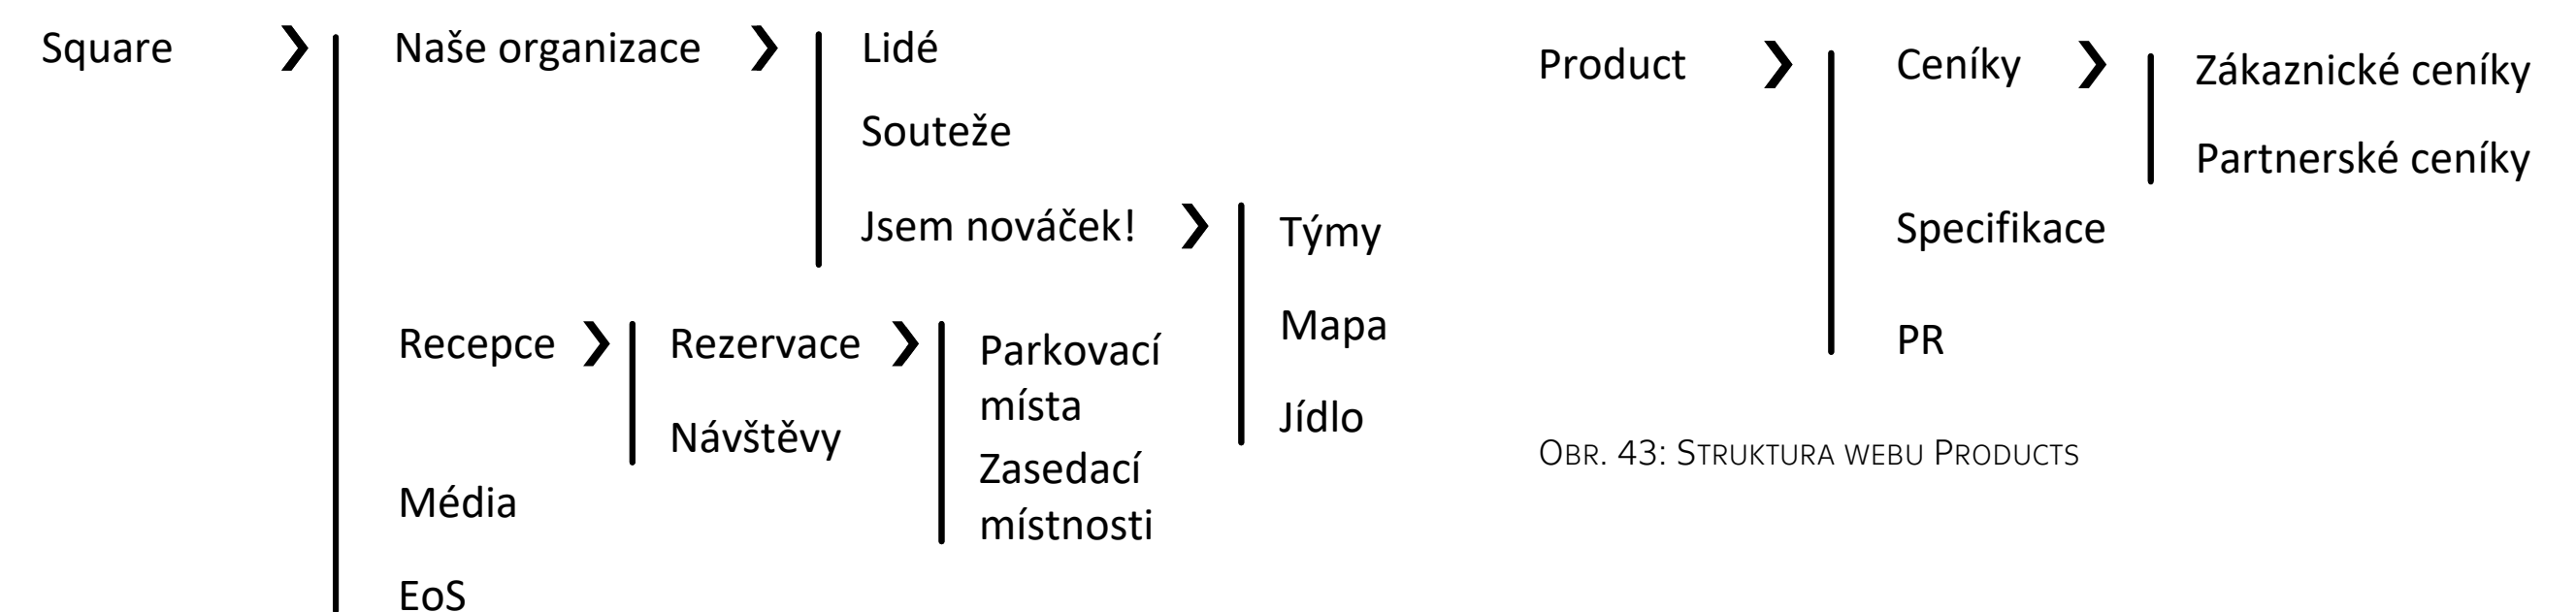 Square
Naše organizace
Lidé
Souteže
Jsem nováček!
Týmy
Mapa
Jídlo
Recepce
Rezervace
Parkovací
místa
Zasedací
místnosti
Návštěvy
Média
EoS
Product
Ceníky
Zákaznické ceníky
Partnerské ceníky
Specifikace
PR
OBR. 43: STRUKTURA WEBU PRODUCTS